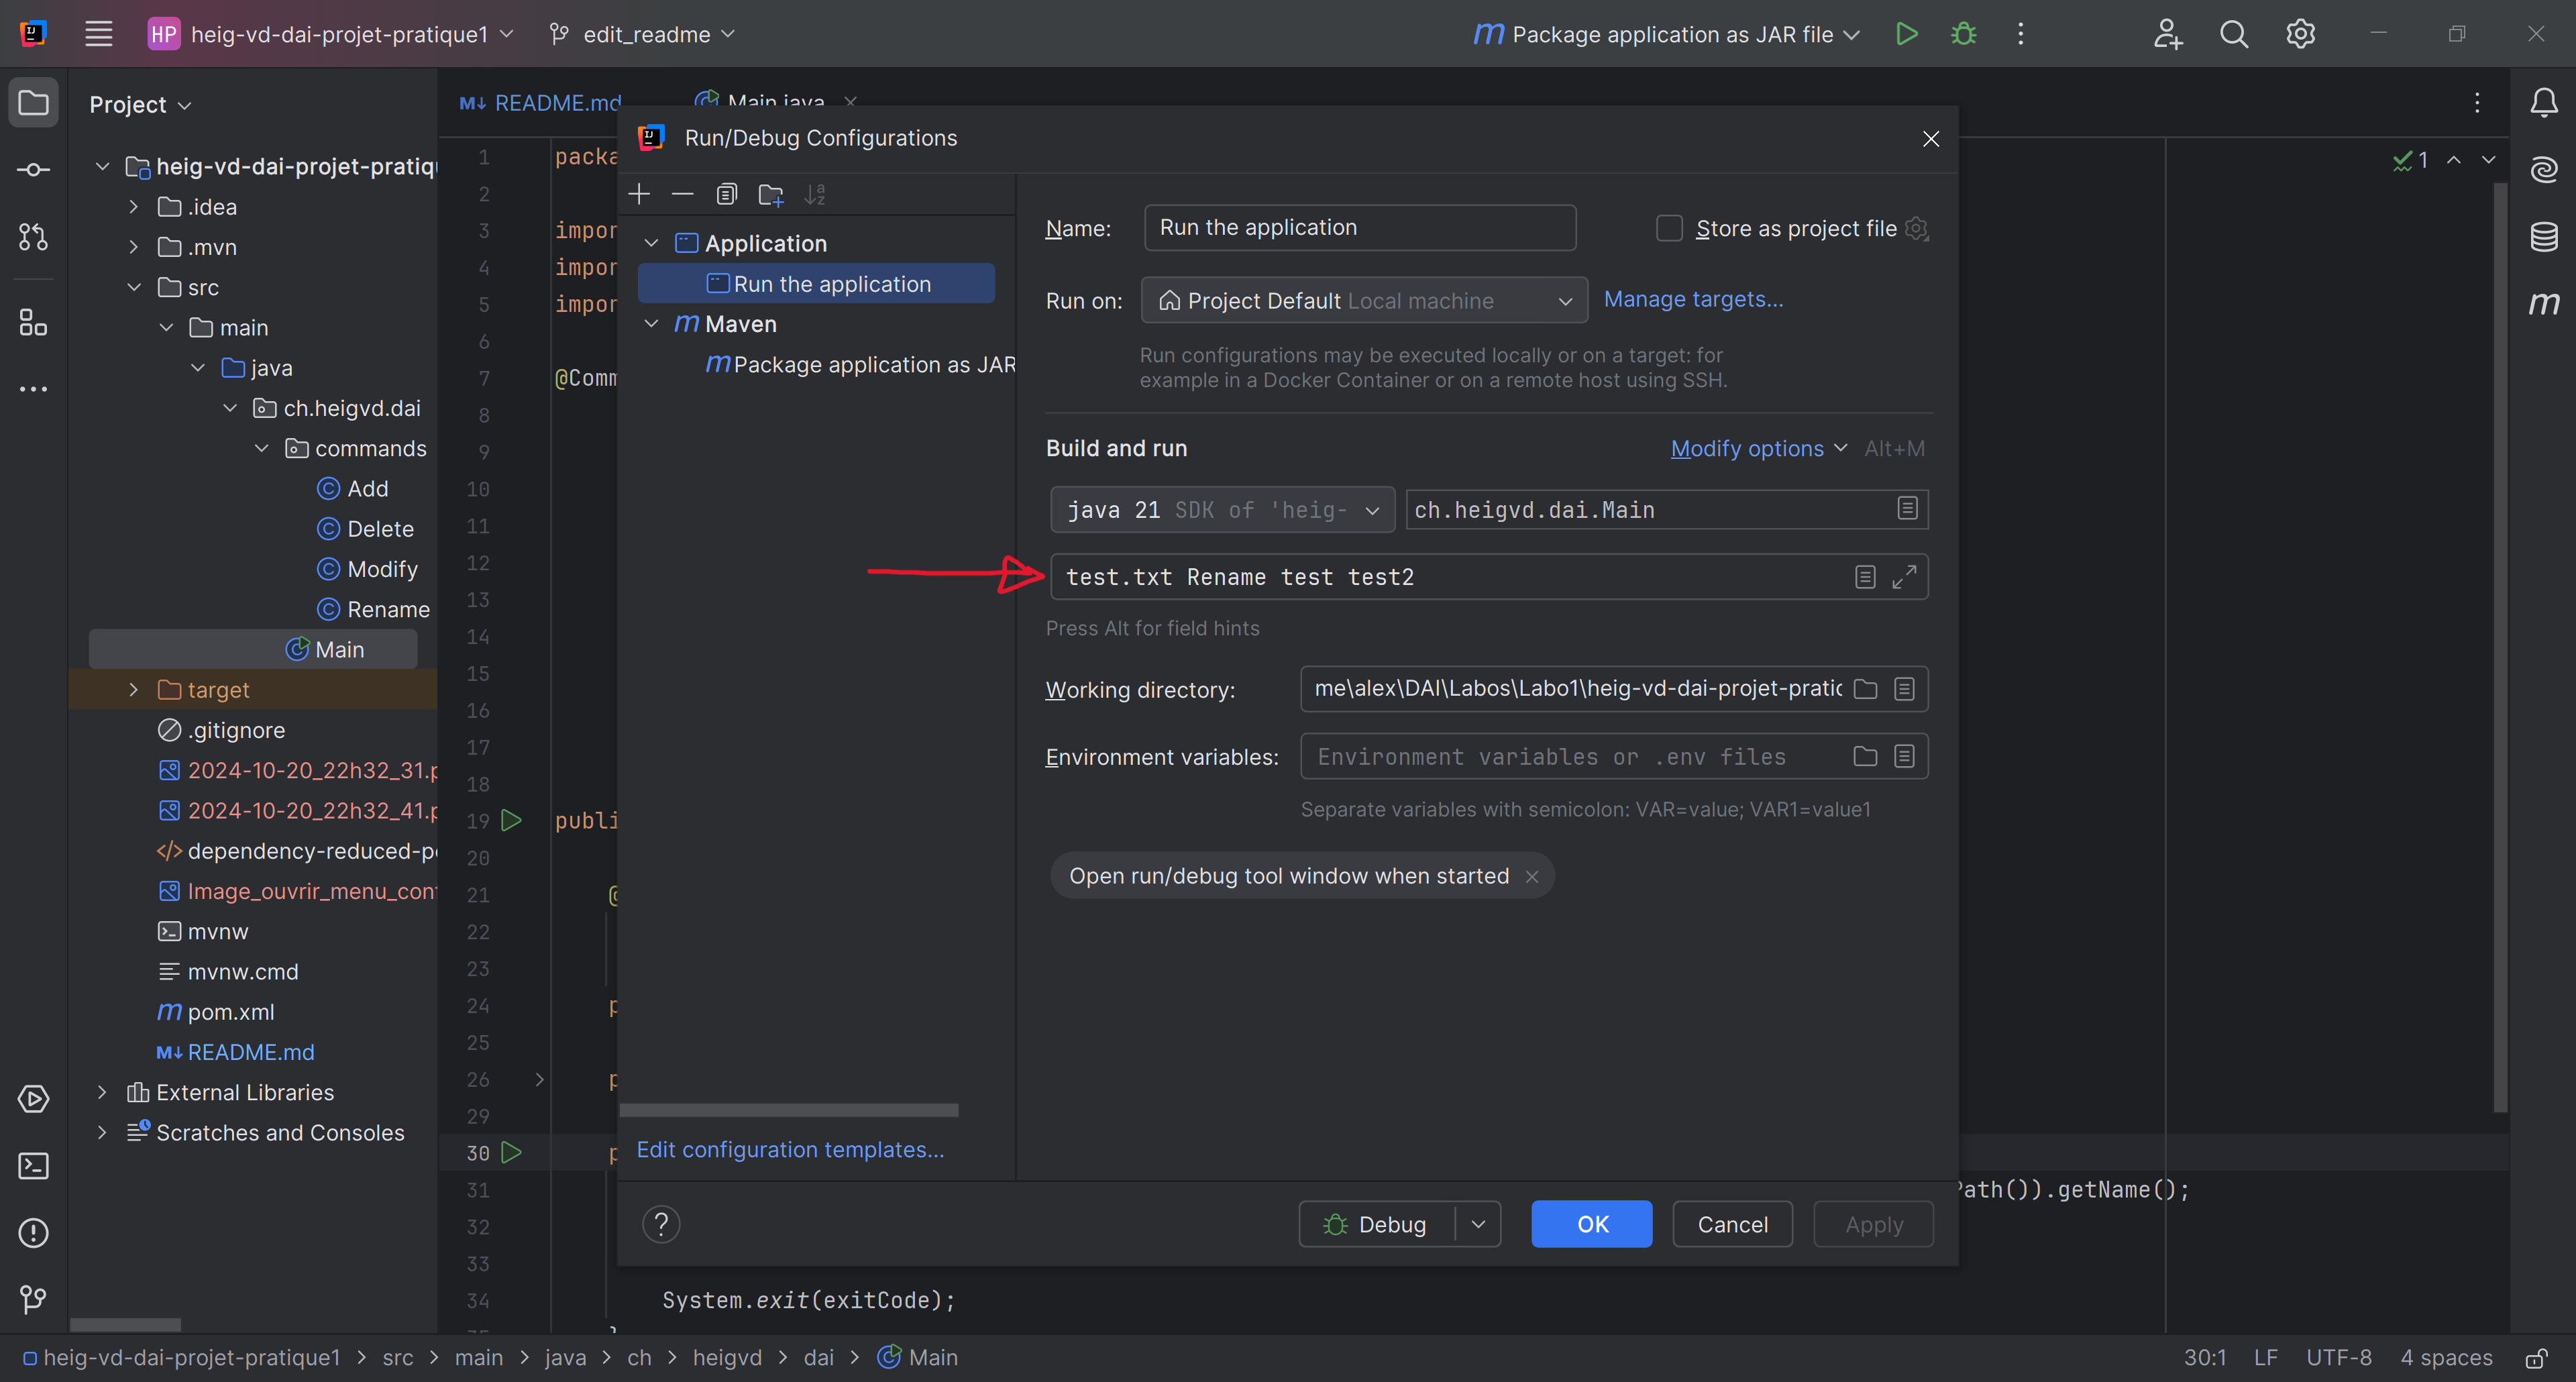 HP heig-vd-dai-projet-pratique1
edit_readme
m Package application as JAR file
Project
M↓ README.md
Main.java
heig-vd-dai-projet-pratiq
.idea
.mvn
src
main
java
ch.heigvd.dai
commands
Add
Delete
Modify
Rename
Main
target
.gitignore
2024-10-20_22h32_31.p
2024-10-20_22h32_41.p
dependency-reduced-p
Image_ouvrir_menu_con
mvnw
mvnw.cmd
m pom.xml
M↓ README.md
External Libraries
Scratches and Consoles
1 packa
2
3 impor
4 impor
5 impor
6
7 @Comm
8
9
10
11
12
13
14
15
16
17
18
19 publi
20
21 @
22
23
24 p
25
26 p
29
30 p
31 Path()).getName();
32
33
34 System.exit(exitCode);
35 }
1
Run/Debug Configurations
Application
Run the application
m Maven
m Package application as JAR
Edit configuration templates...
Name: Run the application
Store as project file
Run on: Project Default Local machine
Manage targets...
Run configurations may be executed locally or on a target: for
example in a Docker Container or on a remote host using SSH.
Build and run
Modify options Alt+M
java 21 SDK of 'heig-
ch.heigvd.dai.Main
test.txt Rename test test2
Press Alt for field hints
Working directory: me\alex\DAI\Labos\Labo1\heig-vd-dai-projet-pratic
Environment variables: Environment variables or .env files
Separate variables with semicolon: VAR=value; VAR1=value1
Open run/debug tool window when started
?
Debug
OK
Cancel
Apply
heig-vd-dai-projet-pratique1 > src > main > java > ch > heigvd > dai > Main
30:1 LF UTF-8 4 spaces